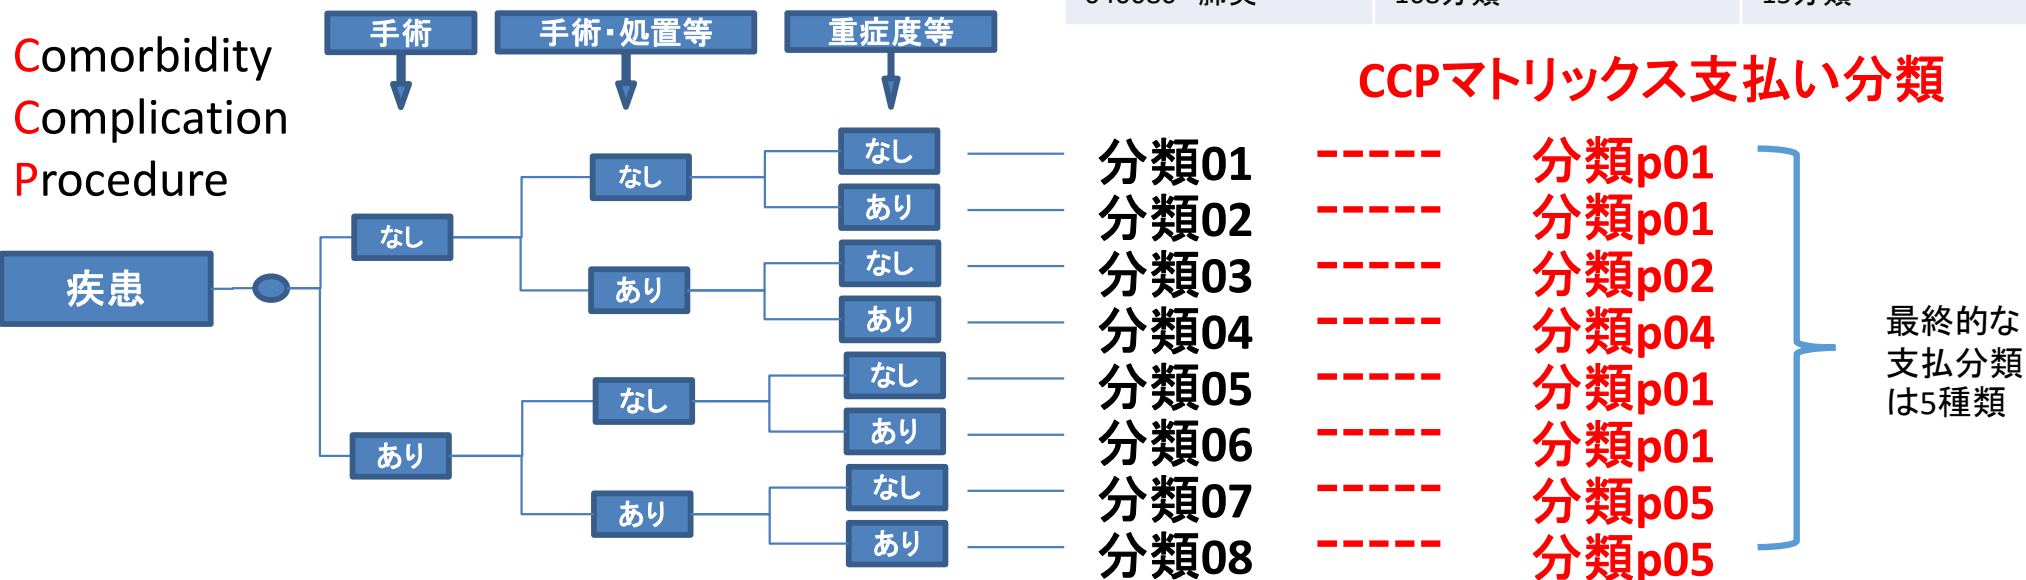 Comorbidity
Complication
Procedure
手術
手術・処置等
重症度等
CCPマトリックス支払い分類
疾患
なし
あり
なし
あり
なし
あり
なし
あり
なし
あり
なし
あり
なし
あり
分類01 ----- 分類p01
分類02 ----- 分類p01
分類03 ----- 分類p02
分類04 ----- 分類p04
分類05 ----- 分類p01
分類06 ----- 分類p01
分類07 ----- 分類p05
分類08 ----- 分類p05
最終的な
支払分類
は5種類